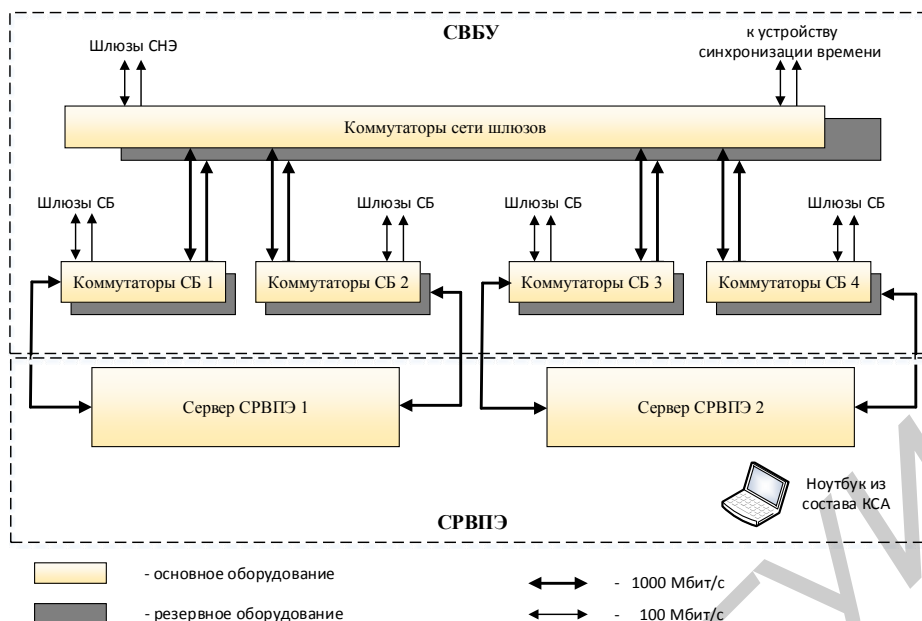 СВБУ
Шлюзы СНЭ
к устройству
синхронизации времени
Коммутаторы сети шлюзов
Шлюзы СБ
Шлюзы СБ
Шлюзы СБ
Шлюзы СБ
Коммутаторы СБ 1
Коммутаторы СБ 2
Коммутаторы СБ 3
Коммутаторы СБ 4
Сервер СРВПЭ 1
Сервер СРВПЭ 2
Ноутбук из
состава КСА
СРВПЭ
- основное оборудование
- 1000 Мбит/с
- резервное оборудование
- 100 Мбит/с